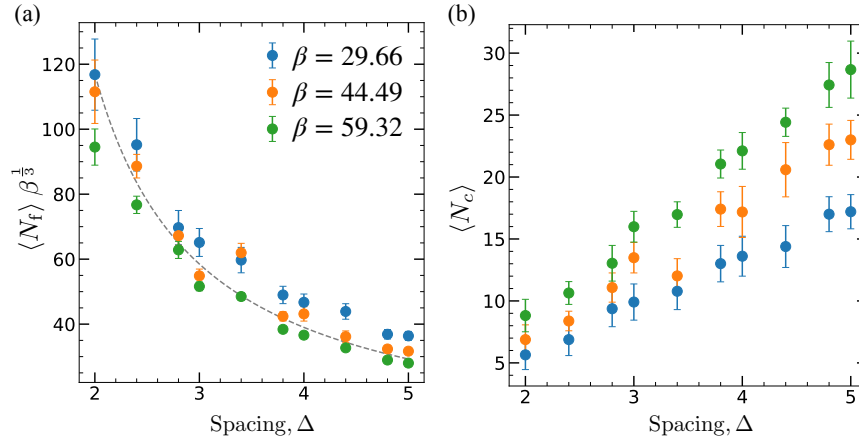 (a)
120
100
80
60
40
2
3
4
5
⟨N_f⟩ β^{1/3}
Spacing, Δ
β = 29.66
β = 44.49
β = 59.32
(b)
30
25
20
15
10
5
2
3
4
5
⟨N_c⟩
Spacing, Δ